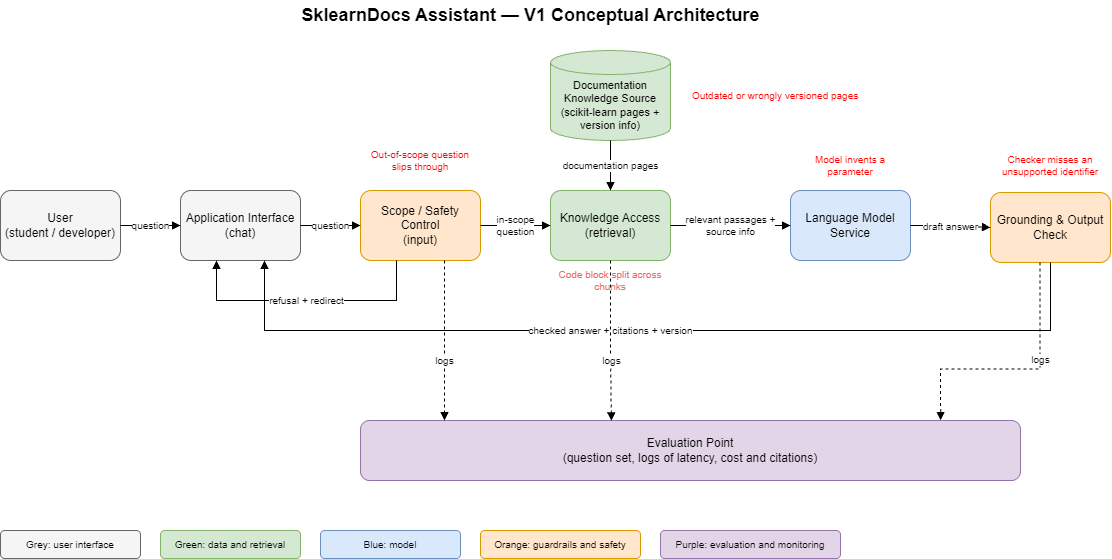 SklearnDocs Assistant — V1 Conceptual Architecture
Documentation
Knowledge Source
(scikit-learn pages +
version info)
Outdated or wrongly versioned pages
Out-of-scope question
slips through
documentation pages
Model invents a
parameter
Checker misses an
unsupported identifier
User
(student / developer)
question
Application Interface
(chat)
question
Scope / Safety
Control
(input)
in-scope
question
Knowledge Access
(retrieval)
relevant passages +
source info
Language Model
Service
draft answer
Grounding & Output
Check
Code block split across
chunks
refusal + redirect
checked answer + citations + version
logs
logs
logs
Evaluation Point
(question set, logs of latency, cost and citations)
Grey: user interface
Green: data and retrieval
Blue: model
Orange: guardrails and safety
Purple: evaluation and monitoring